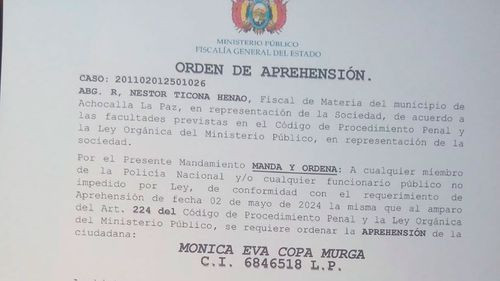 MINISTERIO PÚBLICO
FISCALÍA GENERAL DEL ESTADO
ORDEN DE APREHENSIÓN.
CASO: 201102012501026
ABG. R, NESTOR TICONA HENAO, Fiscal de Materia del municipio de
Achocalla La Paz, en representación de la Sociedad, de acuerdo a
las facultades previstas en el Código de Procedimiento Penal y
la Ley Orgánica del Ministerio Público, en representación de la
sociedad.
Por el Presente Mandamiento MANDA Y ORDENA: A cualquier miembro
de la Policía Nacional y/o cualquier funcionario público no
impedido por Ley, de conformidad con el requerimiento de
Aprehensión de fecha 02 de mayo de 2024 la misma que al amparo
del Art. 224 del Código de Procedimiento Penal y la Ley Orgánica
del Ministerio Público, se requiere ordenar la APREHENSIÓN de la
ciudadana:
MONICA EVA COPA MURGA
C.I. 6846518 L.P.